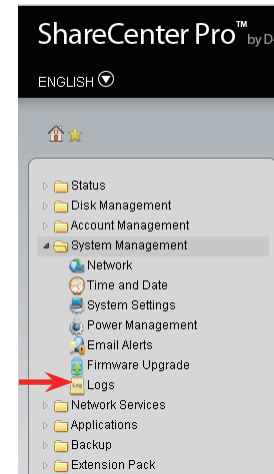 ShareCenter Pro™ by D-
ENGLISH
Status
Disk Management
Account Management
System Management
Network
Time and Date
System Settings
Power Management
Email Alerts
Firmware Upgrade
Log Logs
Network Services
Applications
Backup
Extension Pack